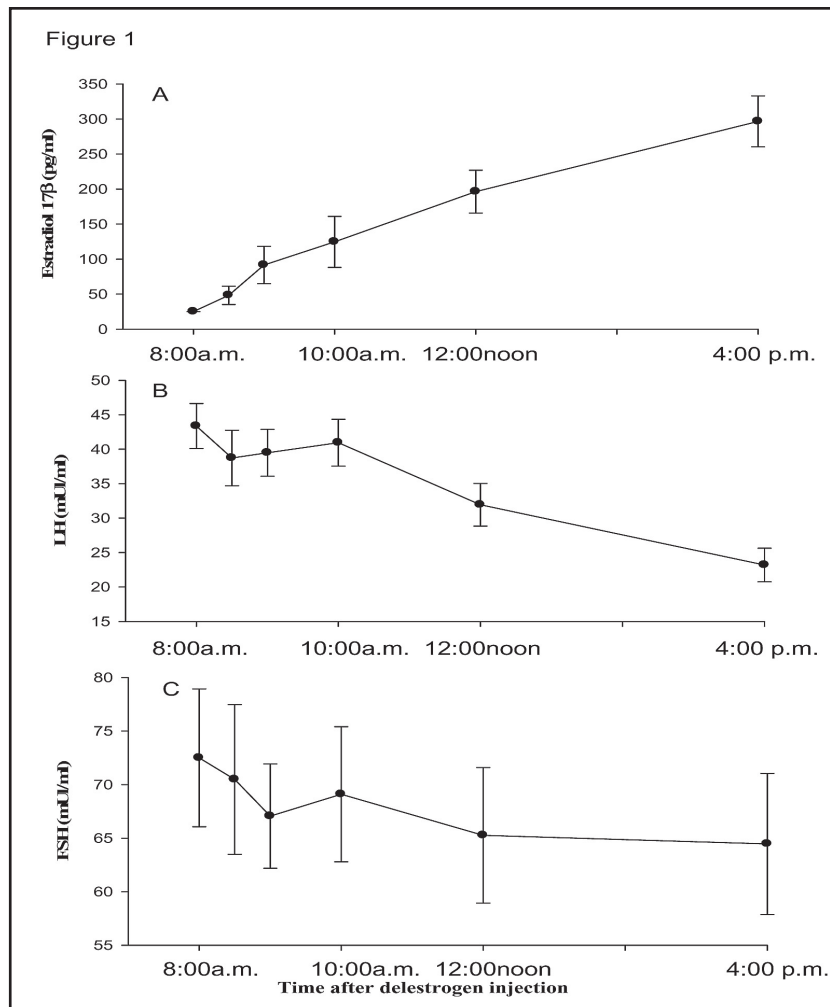 Figure 1
A
Estradiol 17β (pg/ml)
350
300
250
200
150
100
50
0
8:00a.m. 10:00a.m. 12:00noon 4:00 p.m.
B
LH (mUl/ml)
50
45
40
35
30
25
20
15
8:00a.m. 10:00a.m. 12:00noon 4:00 p.m.
C
FSH (mUl/ml)
80
75
70
65
60
55
8:00a.m. 10:00a.m. 12:00noon 4:00 p.m.
Time after delestrogen injection